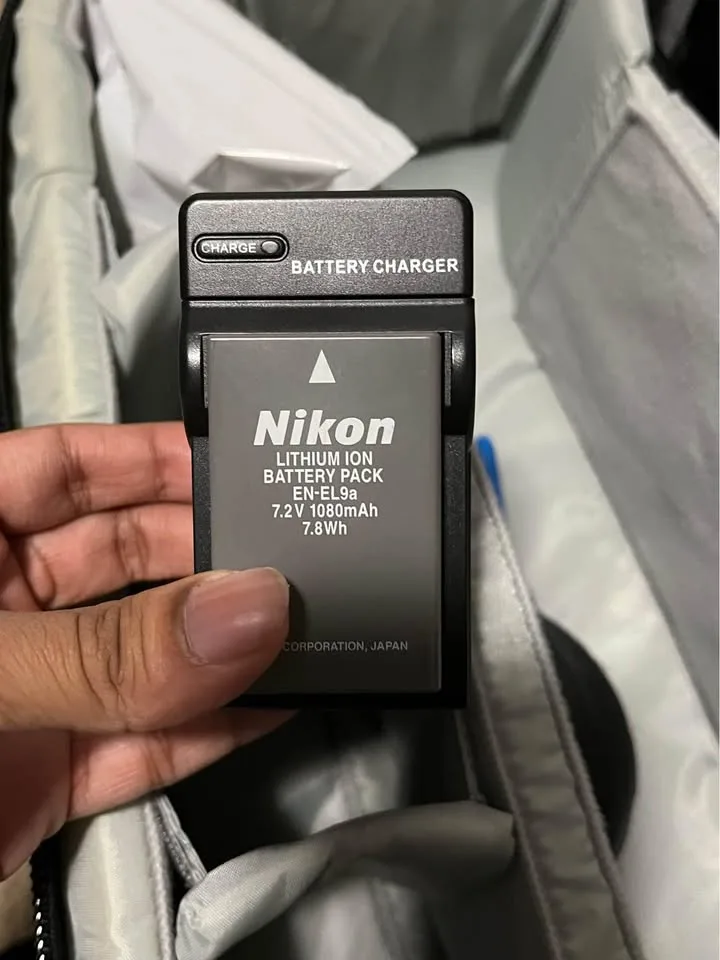 CHARGE
BATTERY CHARGER
Nikon
LITHIUM ION
BATTERY PACK
EN-EL9a
7.2V 1080mAh
7.8Wh
CORPORATION, JAPAN